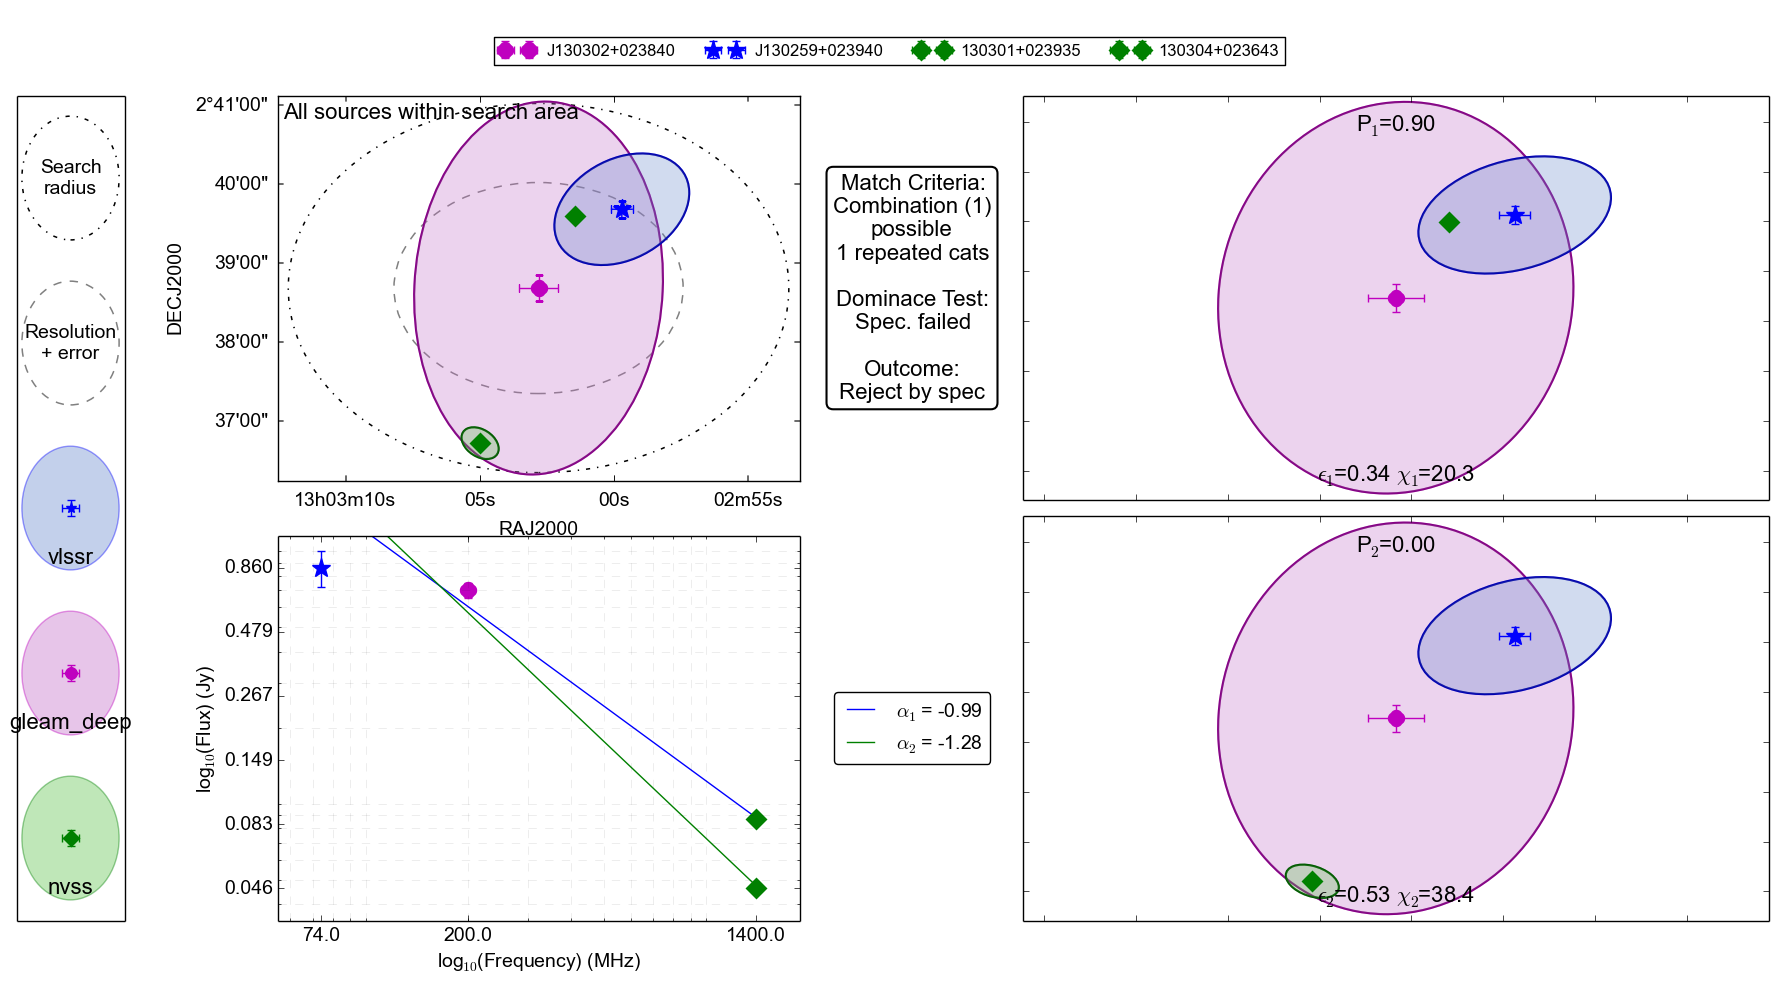 J130302+023840 J130259+023940 130301+023935 130304+023643
Search
radius
Resolution
+ error
vlssr
gleam_deep
nvss
All sources within search area
DECJ2000
2°41'00"
40'00"
39'00"
38'00"
37'00"
13h03m10s 05s 00s 02m55s
RAJ2000
Match Criteria:
Combination (1)
possible
1 repeated cats
Dominace Test:
Spec. failed
Outcome:
Reject by spec
P₁=0.90
ϵ₁=0.34 χ₁=20.3
log₁₀(Flux) (Jy)
0.860
0.479
0.267
0.149
0.083
0.046
74.0 200.0 1400.0
log₁₀(Frequency) (MHz)
α₁ = -0.99
α₂ = -1.28
P₂=0.00
ϵ₂=0.53 χ₂=38.4